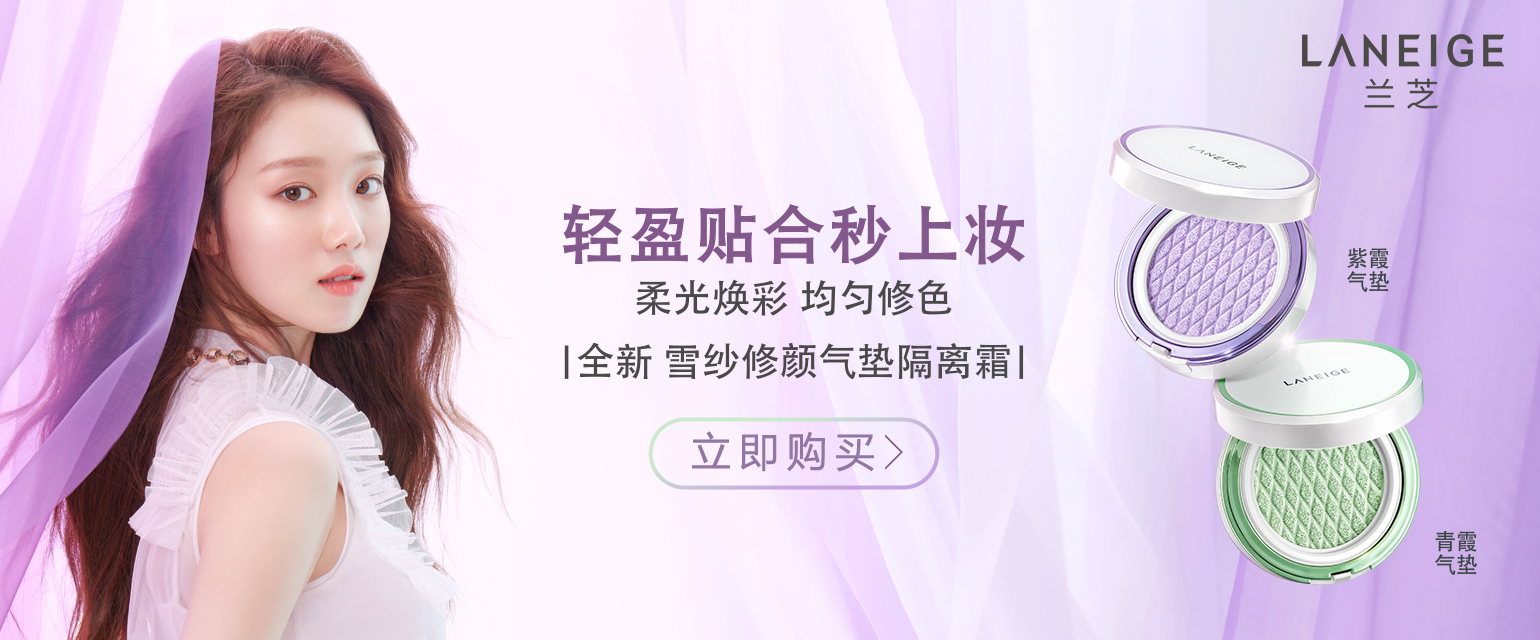 LANEIGE
兰芝
轻盈贴合秒上妆
柔光焕彩 均匀修色
|全新 雪纱修颜气垫隔离霜|
立即购买>
LANEIGE
紫霞
气垫
LANEIGE
青霞
气垫